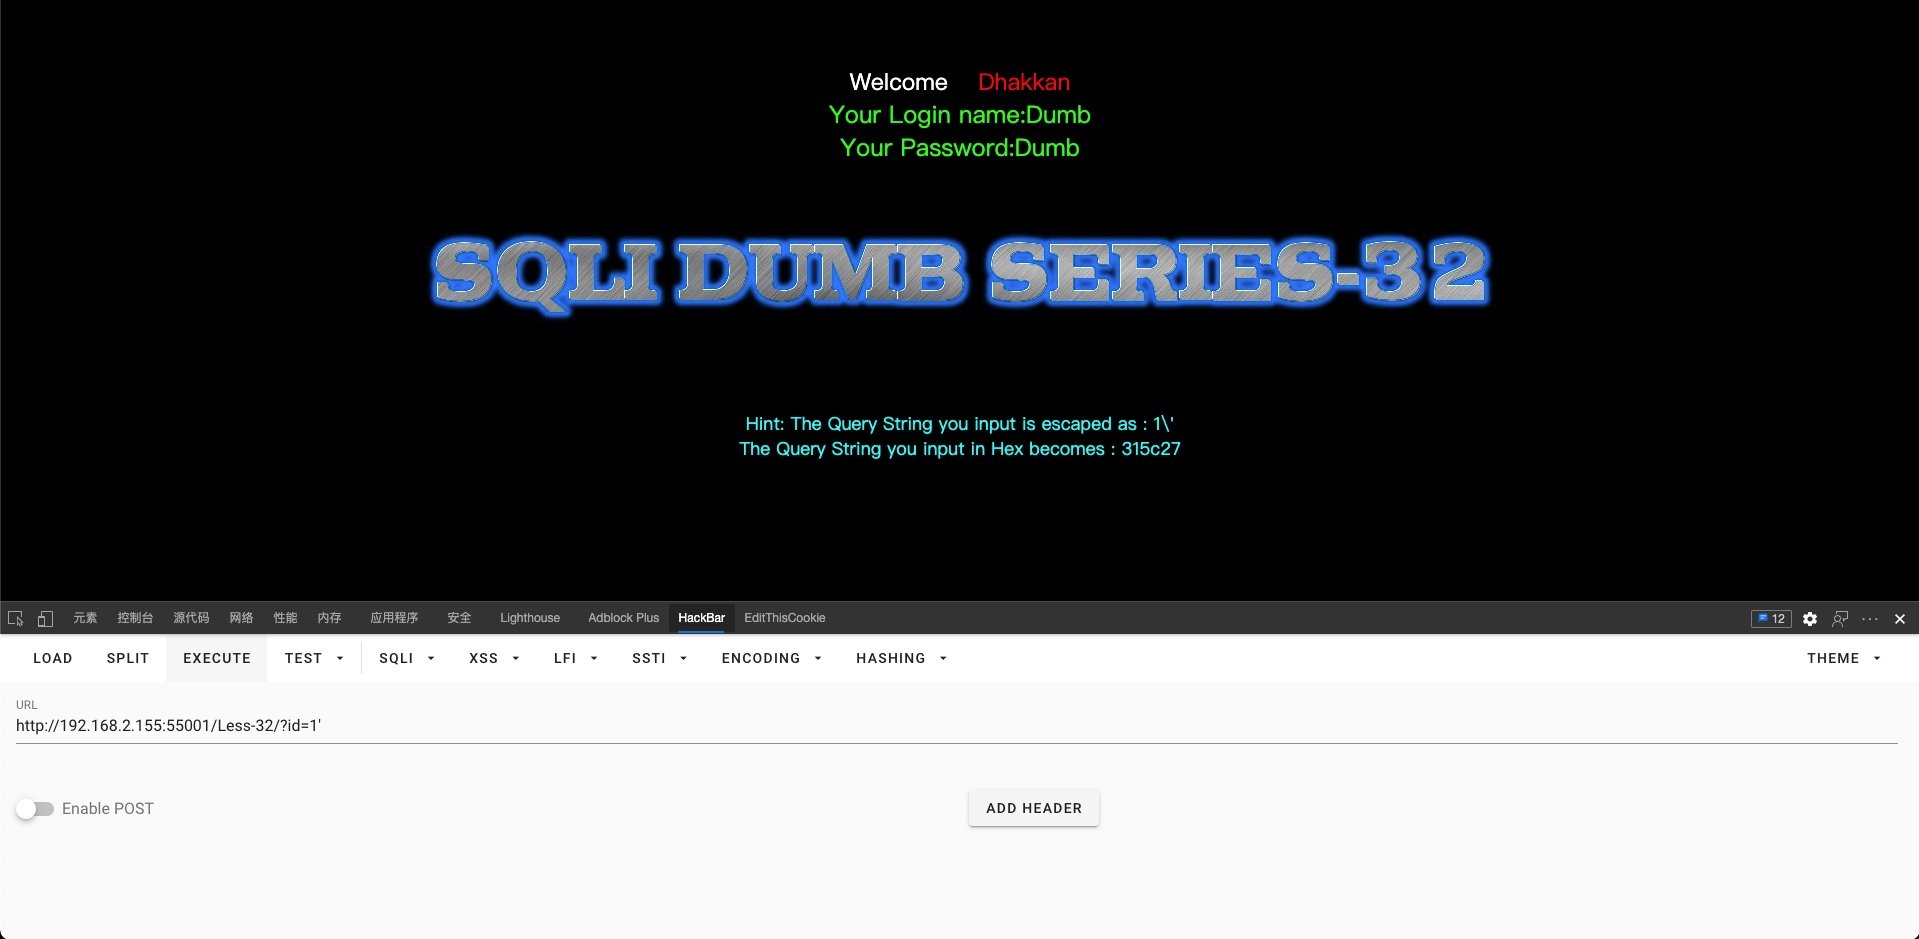 Welcome Dhakkan
Your Login name:Dumb
Your Password:Dumb
SQLI DUMB SERIES-32
Hint: The Query String you input is escaped as : 1\'
The Query String you input in Hex becomes : 315c27
元素 控制台 源代码 网络 性能 内存 应用程序 安全 Lighthouse Adblock Plus HackBar EditThisCookie 12
LOAD SPLIT EXECUTE TEST SQLI XSS LFI SSTI ENCODING HASHING THEME
URL
http://192.168.2.155:55001/Less-32/?id=1'
Enable POST ADD HEADER